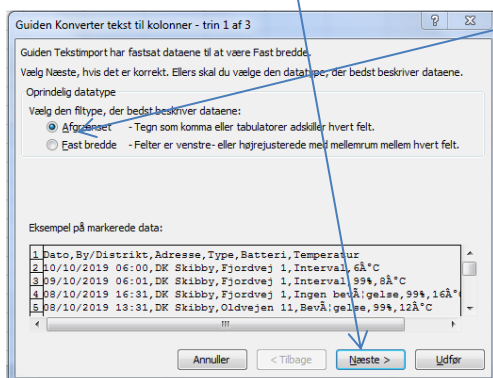 Guiden Konverter tekst til kolonner - trin 1 af 3
Guiden Tekstimport har fastsat dataene til at være Fast bredde.
Vælg Næste, hvis det er korrekt. Ellers skal du vælge den datatype, der bedst beskriver dataene.
Oprindelig datatype
Vælg den filtype, der bedst beskriver dataene:
Afgrænset - Tegn som komma eller tabulatorer adskiller hvert felt.
Fast bredde - Felter er venstre- eller højrejusterede med mellemrum mellem hvert felt.
Eksempel på markerede data:
1 Dato,By/Distrikt,Adresse,Type,Batteri,Temperatur
2 10/10/2019 06:00,DK Skibby,Fjordvej 1,Interval,6Â°C
3 09/10/2019 06:01,DK Skibby,Fjordvej 1,Interval,99%,8Â°C
4 08/10/2019 16:31,DK Skibby,Fjordvej 1,Ingen bevÃ¦gelse,99%,16Â°
5 08/10/2019 13:31,DK Skibby,Oldvejen 11,BevÃ¦gelse,99%,12Â°C
Annuller < Tilbage Næste > Udfør